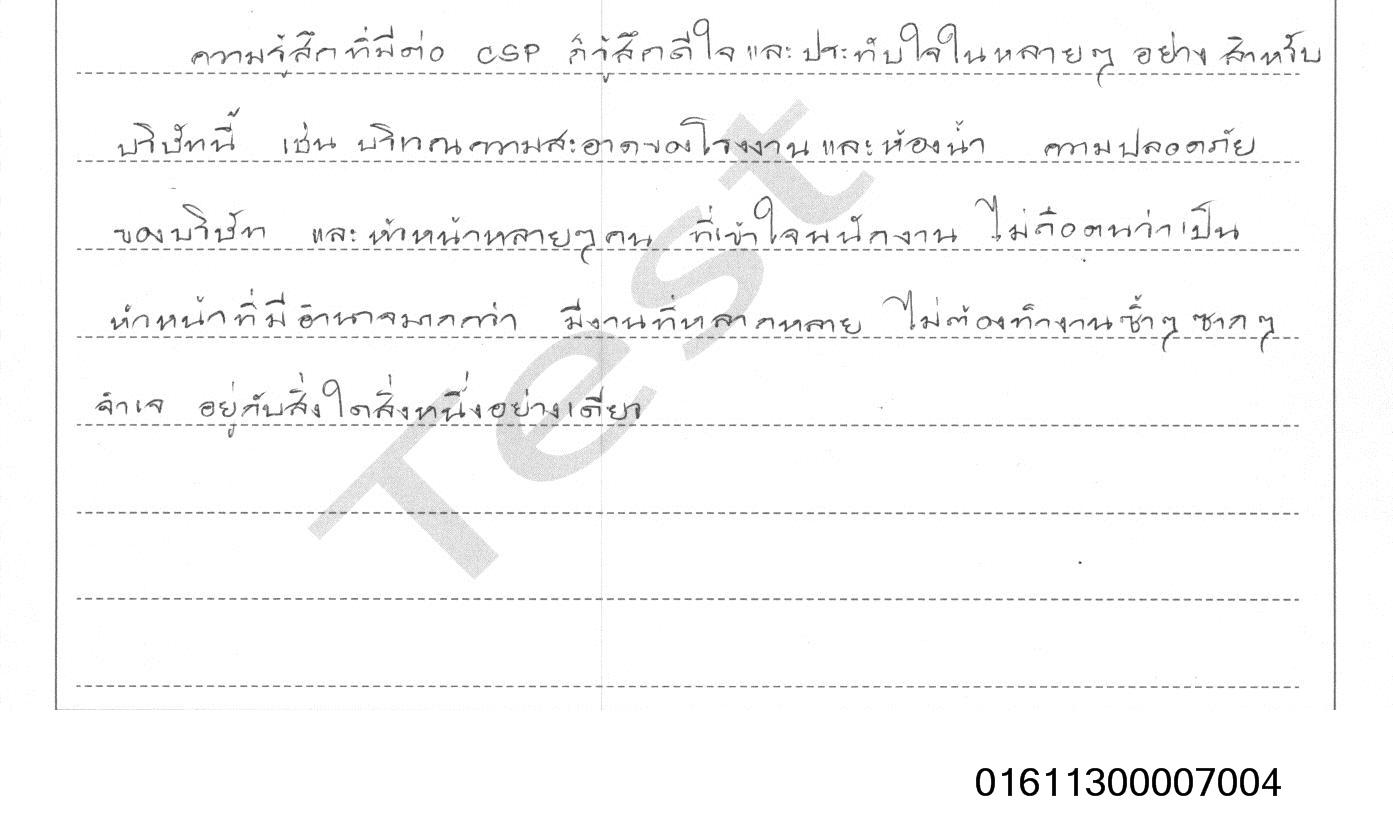 ความรู้สึกที่มีต่อ CSP ก็รู้สึกดีใจและประทับใจในหลายๆ อย่าง สำหรับ
บริษัทนี้ เช่น บริเวณความสะอาดของโรงงานและห้องน้ำ ความปลอดภัย
ของบริษัท และหัวหน้าหลายๆคน ที่เข้าใจพนักงาน ไม่ถือตนว่าเป็น
หัวหน้าที่มีอำนาจมากกว่า มีงานที่หลากหลาย ไม่ต้องทำงานซ้ำๆ ซากๆ
จำเจ อยู่กับสิ่งใดสิ่งหนึ่งอย่างเดียว
Test
01611300007004